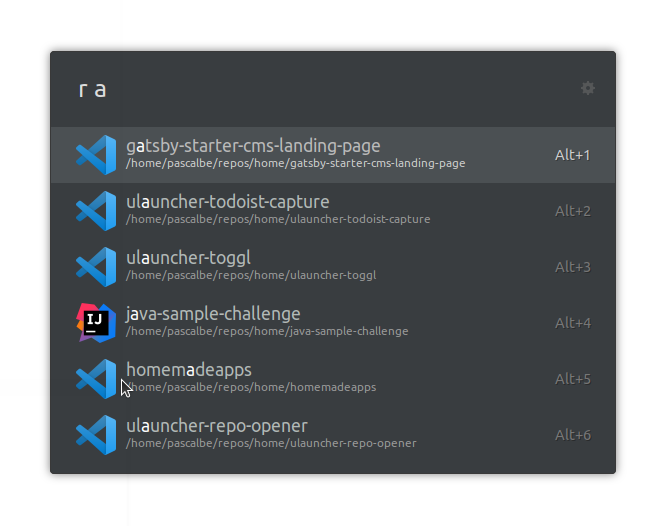 r a
gatsby-starter-cms-landing-page
/home/pascalbe/repos/home/gatsby-starter-cms-landing-page
Alt+1
ulauncher-todoist-capture
/home/pascalbe/repos/home/ulauncher-todoist-capture
Alt+2
ulauncher-toggl
/home/pascalbe/repos/home/ulauncher-toggl
Alt+3
IJ
java-sample-challenge
/home/pascalbe/repos/home/java-sample-challenge
Alt+4
homemadeapps
/home/pascalbe/repos/home/homemadeapps
Alt+5
ulauncher-repo-opener
/home/pascalbe/repos/home/ulauncher-repo-opener
Alt+6